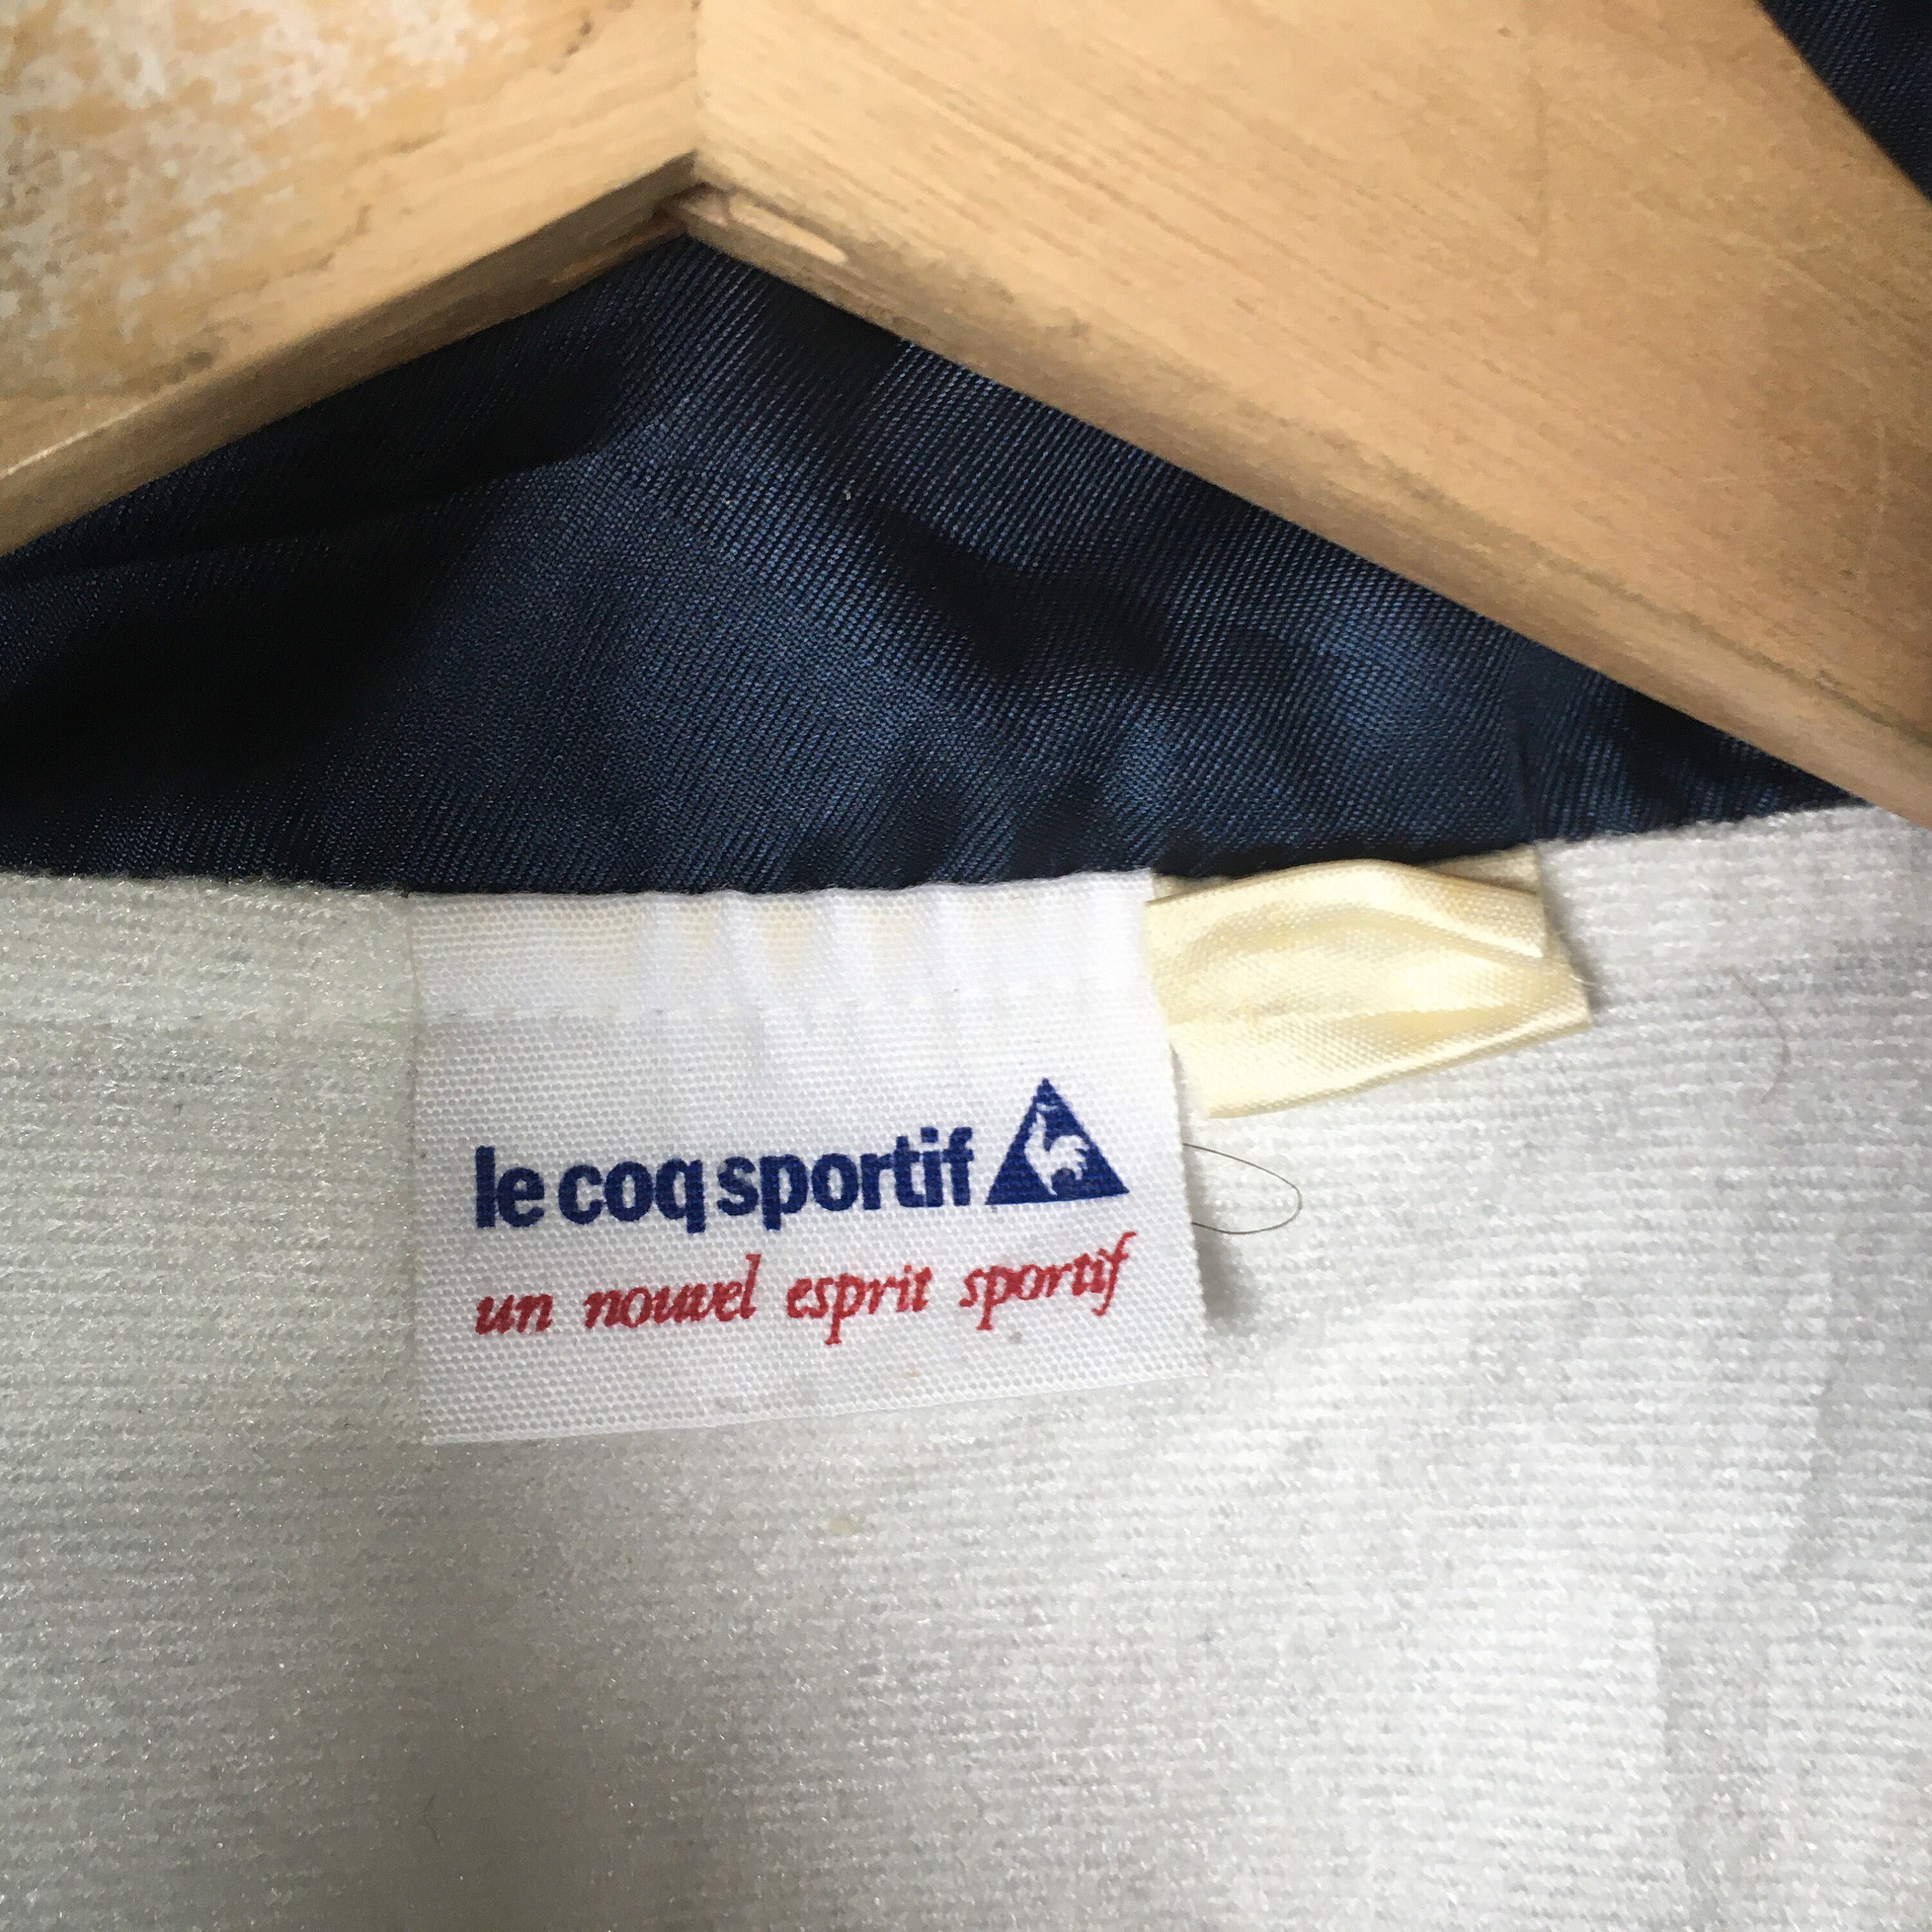 le coq sportif
un nouvel esprit sportif